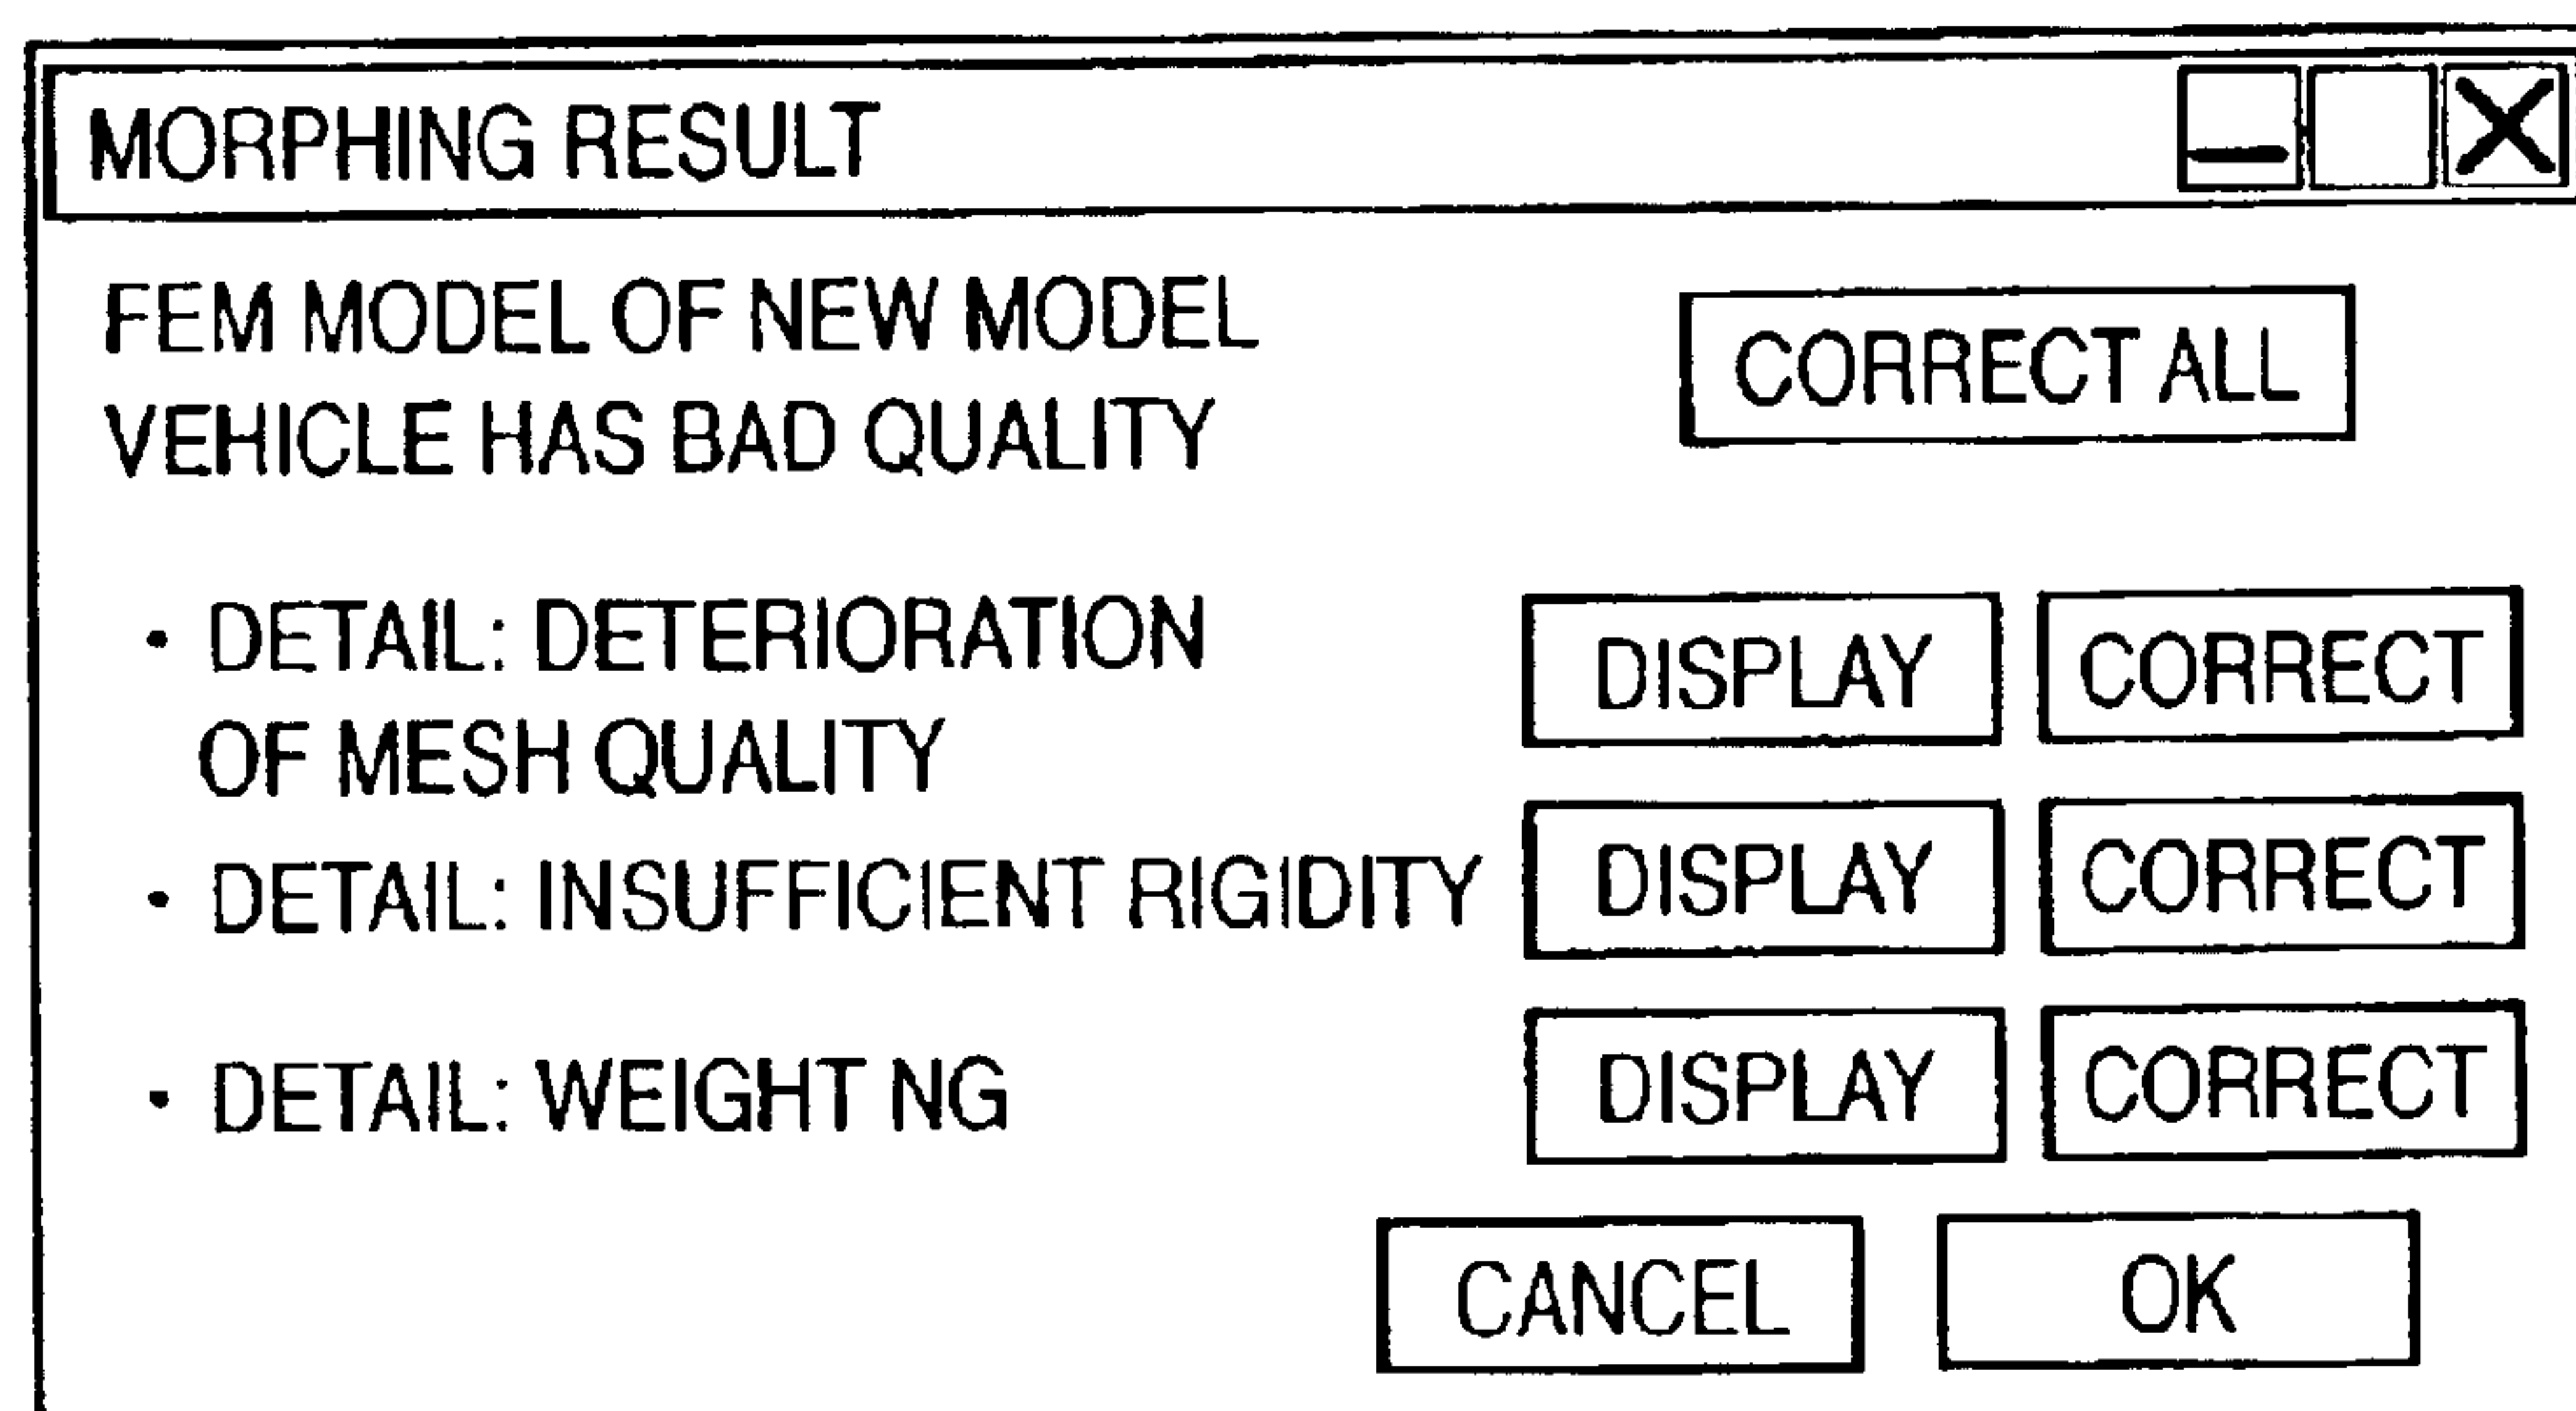 MORPHING RESULT
FEM MODEL OF NEW MODEL
VEHICLE HAS BAD QUALITY
CORRECT ALL
• DETAIL: DETERIORATION
OF MESH QUALITY
DISPLAY CORRECT
• DETAIL: INSUFFICIENT RIGIDITY DISPLAY CORRECT
• DETAIL: WEIGHT NG DISPLAY CORRECT
CANCEL OK